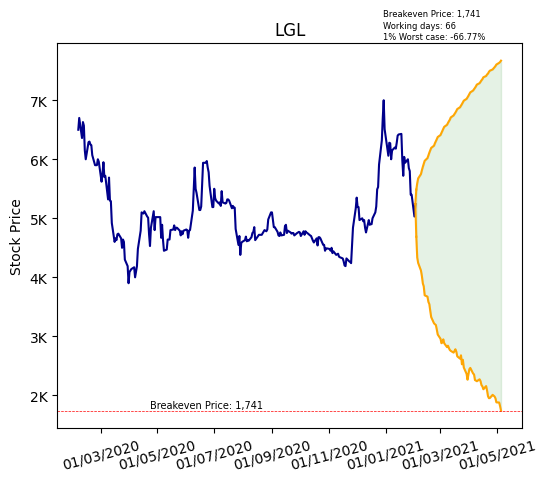 Breakeven Price: 1,741
Working days: 66
1% Worst case: -66.77%
LGL
Stock Price
7K
6K
5K
4K
3K
2K
Breakeven Price: 1,741
01/03/2020
01/05/2020
01/07/2020
01/09/2020
01/11/2020
01/01/2021
01/03/2021
01/05/2021